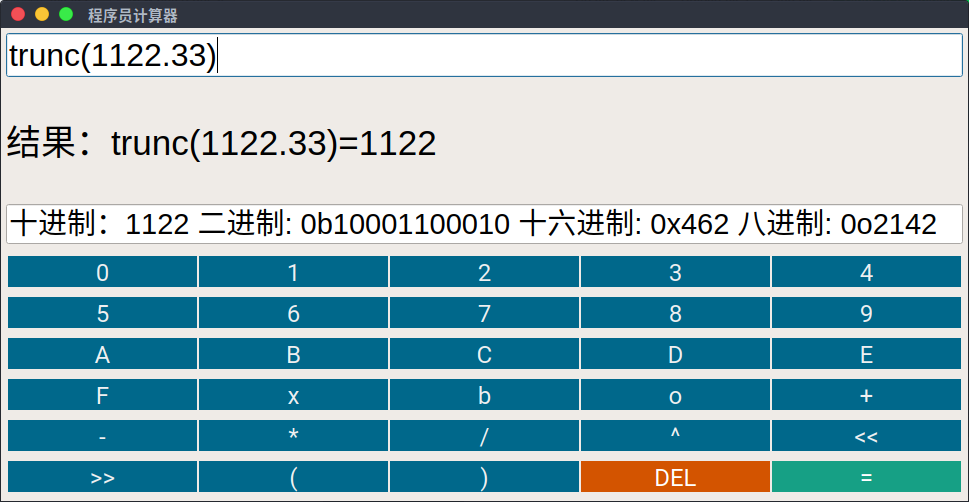 程序员计算器
trunc(1122.33)
结果：trunc(1122.33)=1122
十进制：1122 二进制: 0b10001100010 十六进制: 0x462 八进制: 0o2142
0 1 2 3 4
5 6 7 8 9
A B C D E
F x b o +
- * / ^ <<
>> ( ) DEL =